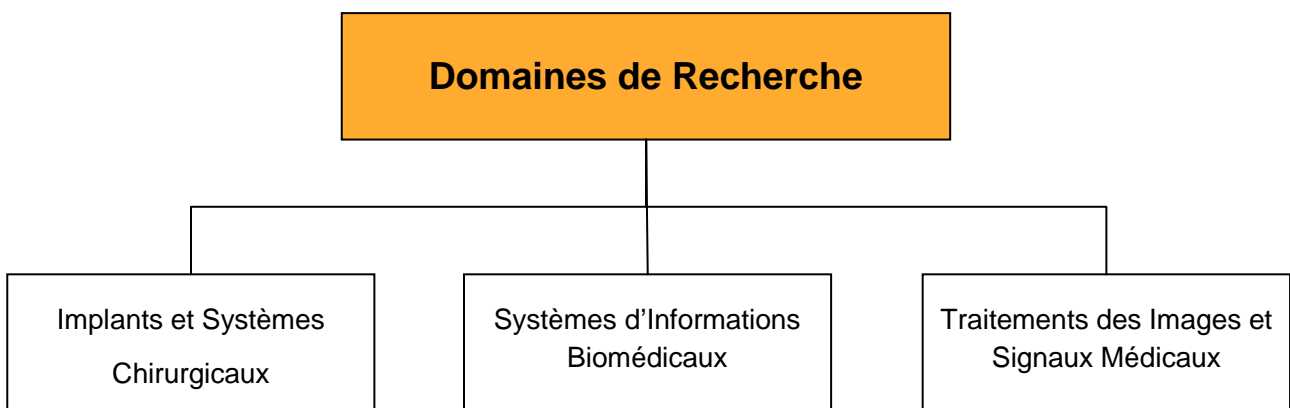 Domaines de Recherche
Implants et Systèmes
Chirurgicaux
Systèmes d’Informations
Biomédicaux
Traitements des Images et
Signaux Médicaux